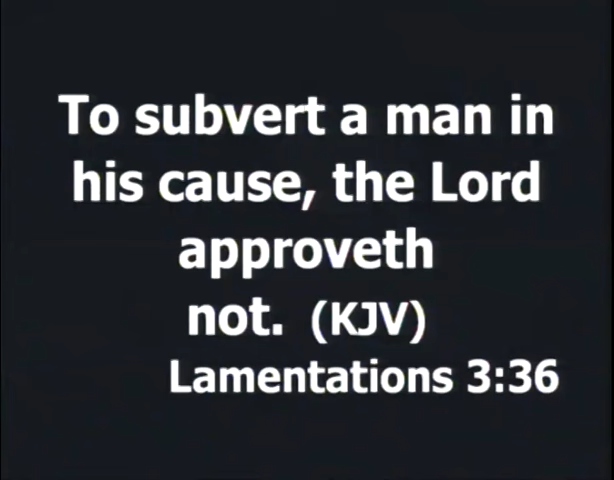 To subvert a man in
his cause, the Lord
approveth
not. (KJV)
Lamentations 3:36